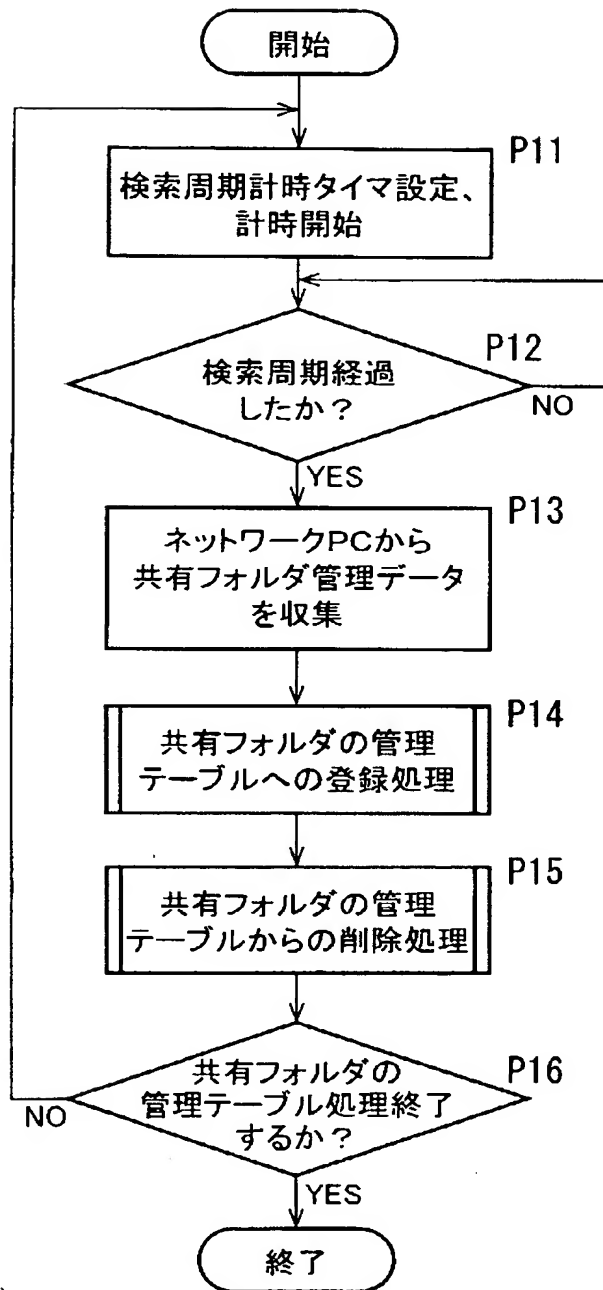 開始
P11
検索周期計時タイマ設定、
計時開始
P12
検索周期経過
したか？
NO
YES
P13
ネットワークPCから
共有フォルダ管理データ
を収集
P14
共有フォルダの管理
テーブルへの登録処理
P15
共有フォルダの管理
テーブルからの削除処理
P16
共有フォルダの
管理テーブル処理終了
するか？
NO
YES
終了